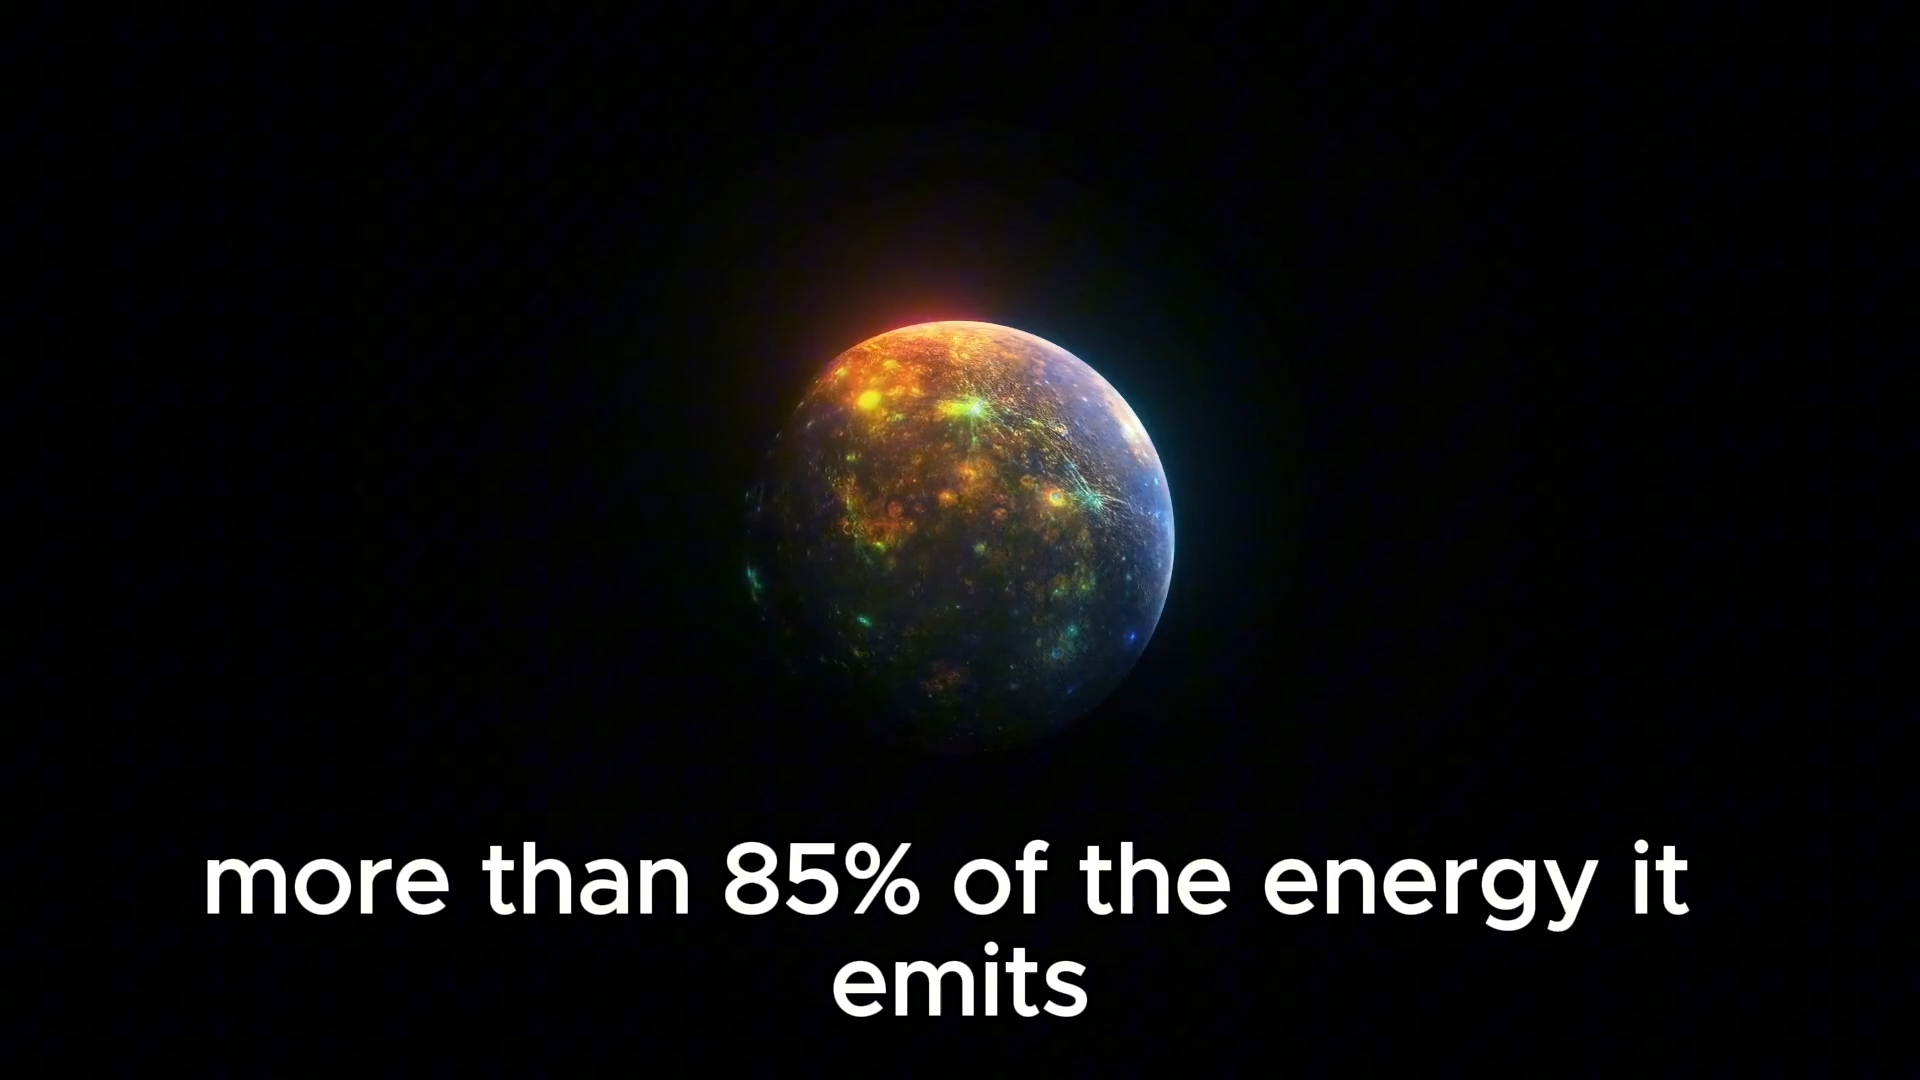 more than 85% of the energy it
emits